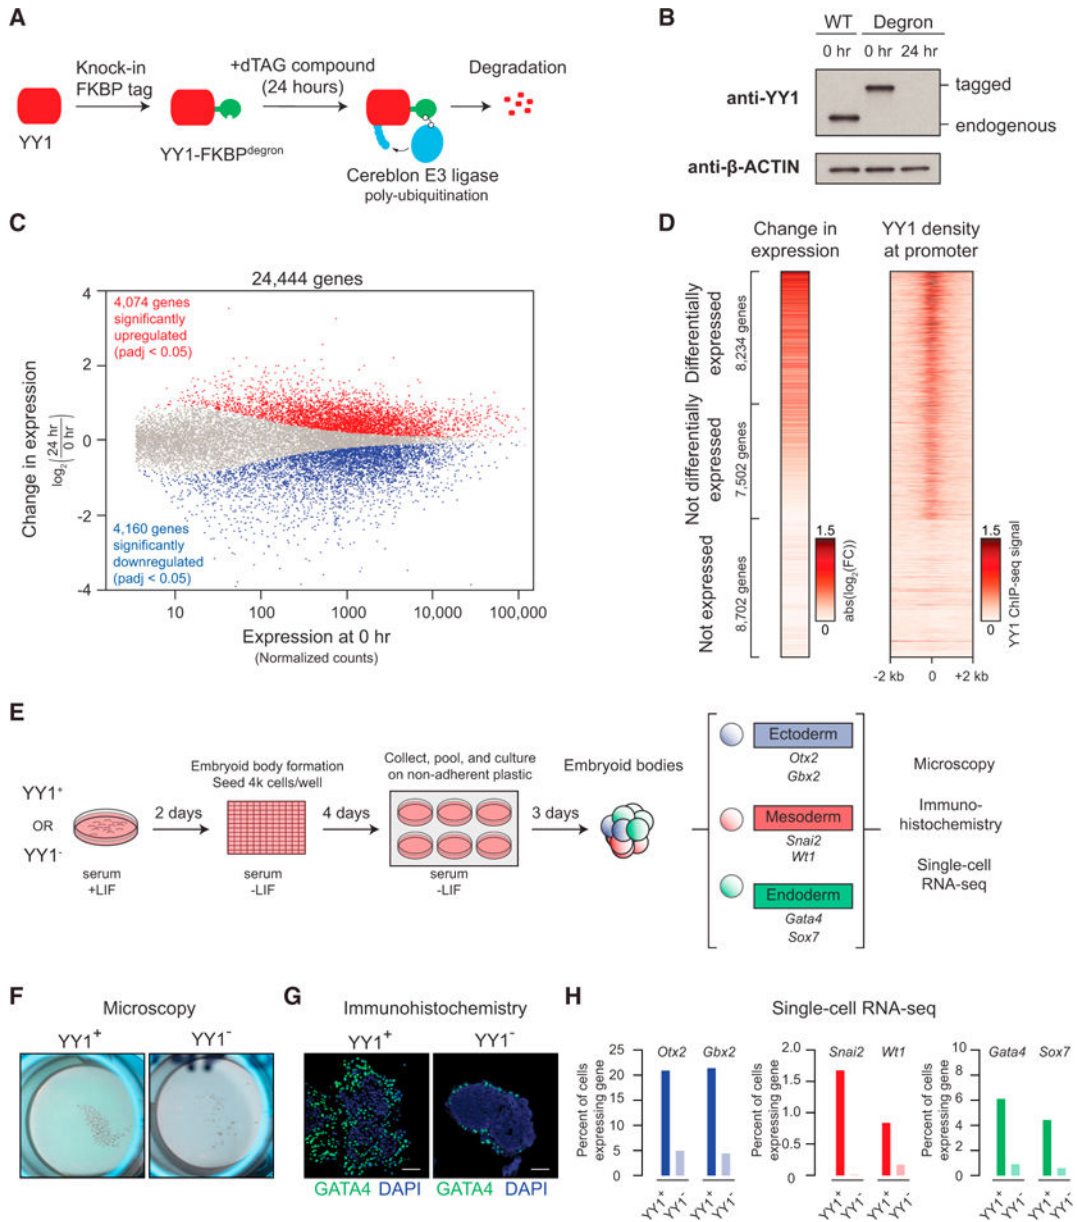 A
Knock-in
FKBP tag
+dTAG compound
(24 hours)
Degradation
YY1
YY1-FKBPdegron
Cereblon E3 ligase
poly-ubiquitination
B
WT Degron
0 hr 0 hr 24 hr
anti-YY1
tagged
endogenous
anti-β-ACTIN
C
24,444 genes
4,074 genes
significantly
upregulated
(padj < 0.05)
4,160 genes
significantly
downregulated
(padj < 0.05)
Change in expression
log2(24 hr/0 hr)
4
2
0
-2
-4
10 100 1000 10,000 100,000
Expression at 0 hr
(Normalized counts)
D
Change in
expression
YY1 density
at promoter
Differentially
expressed
8,234 genes
Not differentially
expressed
7,502 genes
Not expressed
8,702 genes
1.5
0
abs(log2(FC))
1.5
0
YY1 ChIP-seq signal
-2 kb 0 +2 kb
E
YY1+
OR
YY1-
serum
+LIF
2 days
Embryoid body formation
Seed 4k cells/well
serum
-LIF
4 days
Collect, pool, and culture
on non-adherent plastic
serum
-LIF
3 days
Embryoid bodies
Ectoderm
Otx2
Gbx2
Mesoderm
Snai2
Wt1
Endoderm
Gata4
Sox7
Microscopy
Immuno-
histochemistry
Single-cell
RNA-seq
F
Microscopy
YY1+ YY1-
G
Immunohistochemistry
YY1+ YY1-
GATA4 DAPI GATA4 DAPI
H
Single-cell RNA-seq
Percent of cells
expressing gene
25
20
15
10
5
0
Otx2 Gbx2
YY1+ YY1- YY1+ YY1-
Percent of cells
expressing gene
2.0
1.5
1.0
0.5
0
Snai2 Wt1
YY1+ YY1- YY1+ YY1-
Percent of cells
expressing gene
10
8
6
4
2
0
Gata4 Sox7
YY1+ YY1- YY1+ YY1-